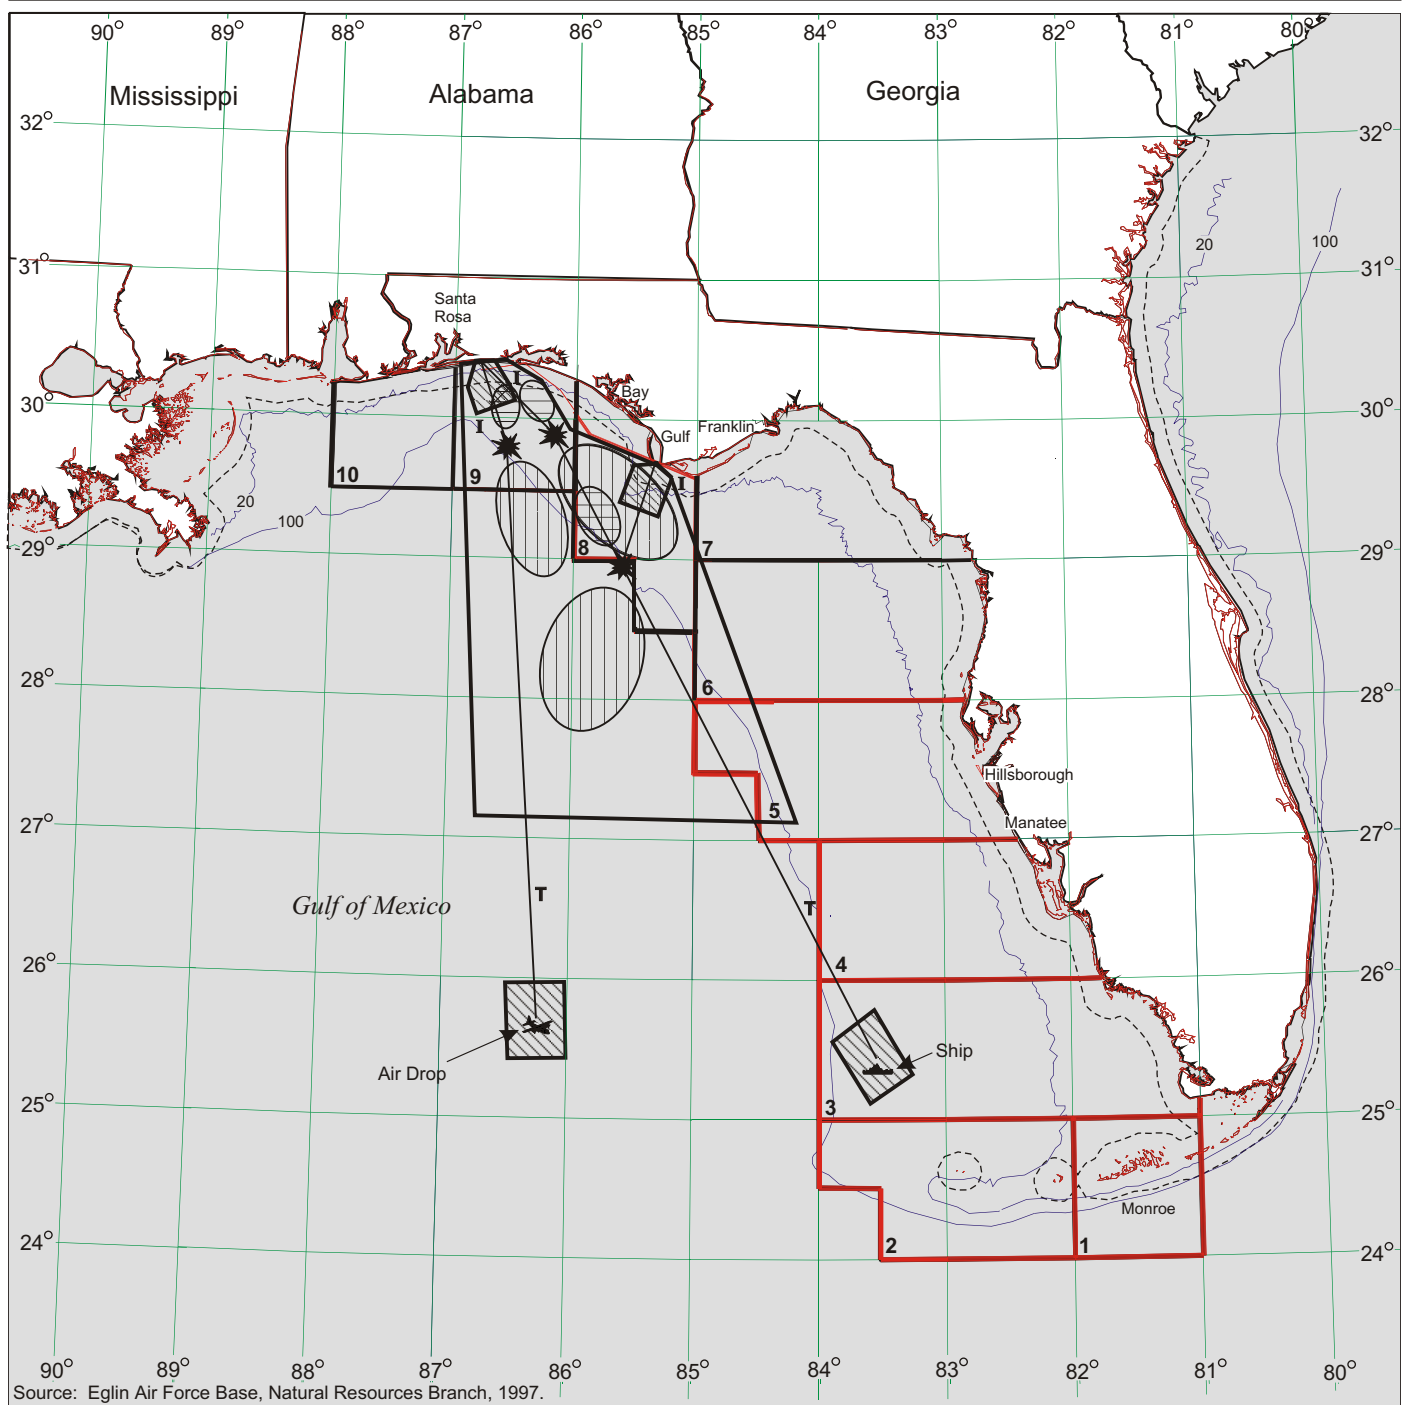 90° 89° 88° 87° 86° 85° 84° 83° 82° 81° 80°
Mississippi Alabama Georgia
32° 32°
20 100
31° 31°
Santa
Rosa
I
Bay
30° 30°
I
Gulf Franklin
10 9 I
20
100
29° 8 7 29°
28° 6 28°
Hillsborough
5
Manatee
27° 27°
T
Gulf of Mexico T
26° 4 26°
Ship
Air Drop
25° 3 25°
Monroe
24° 2 1 24°
90° 89° 88° 87° 86° 85° 84° 83° 82° 81° 80°
Source: Eglin Air Force Base, Natural Resources Branch, 1997.